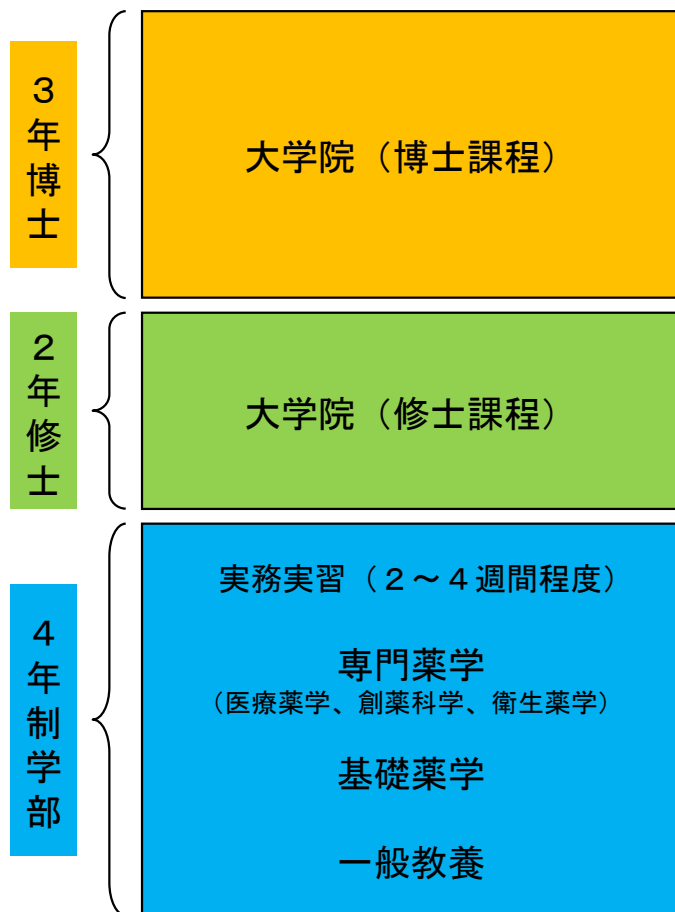 ３年博士
大学院（博士課程）
２年修士
大学院（修士課程）
４年制学部
実務実習（２～４週間程度）
専門薬学
（医療薬学、創薬科学、衛生薬学）
基礎薬学
一般教養